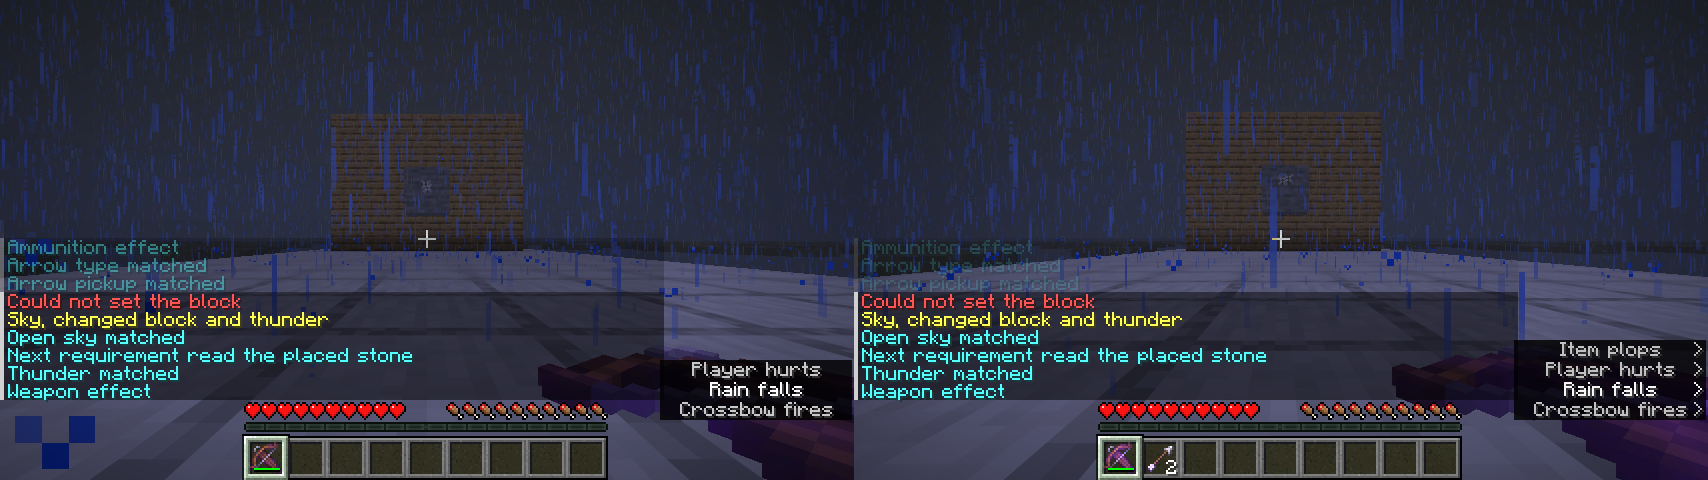 Ammunition effect
Arrow type matched
Arrow pickup matched
Could not set the block
Sky, changed block and thunder
Open sky matched
Next requirement read the placed stone
Thunder matched
Weapon effect
Player hurts
Rain falls
Crossbow fires
Ammunition effect
Arrow type matched
Arrow pickup matched
Could not set the block
Sky, changed block and thunder
Open sky matched
Next requirement read the placed stone
Thunder matched
Weapon effect
Item plops >
Player hurts >
Rain falls >
Crossbow fires >
2